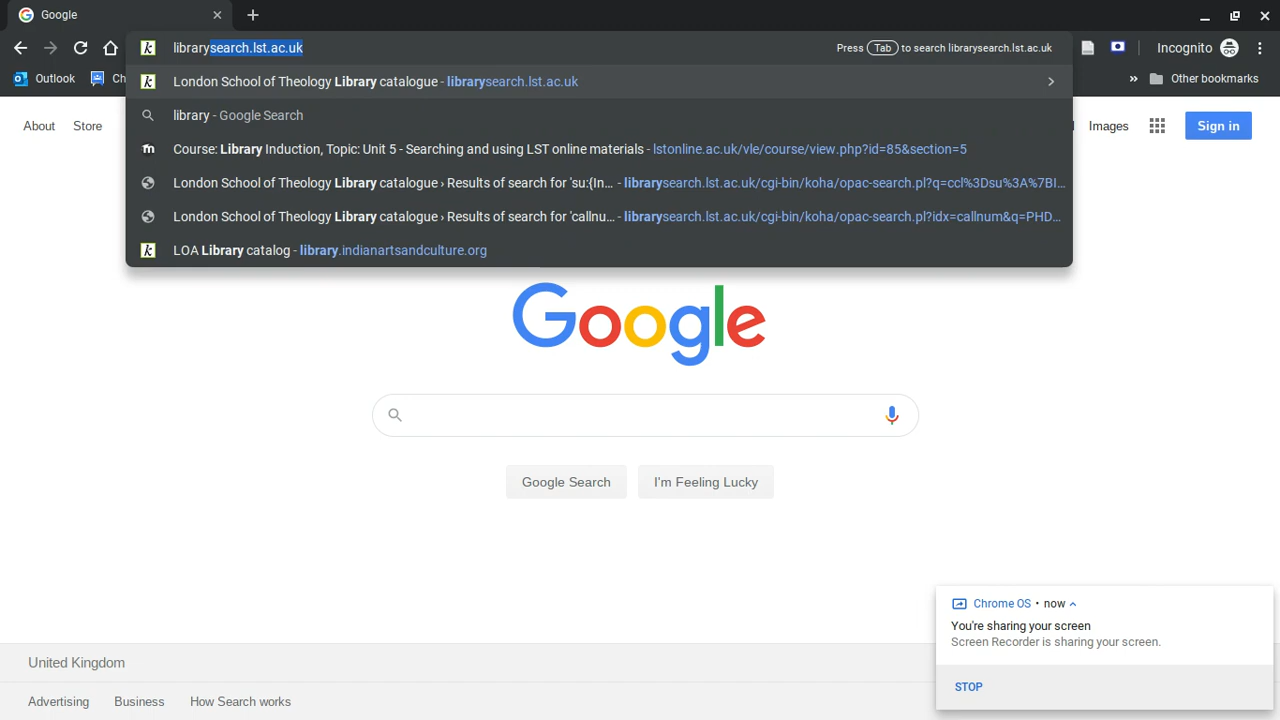 Google
librarysearch.lst.ac.uk
Press Tab to search librarysearch.lst.ac.uk
Incognito
Outlook
Ch
Other bookmarks
London School of Theology Library catalogue - librarysearch.lst.ac.uk
library - Google Search
Course: Library Induction, Topic: Unit 5 - Searching and using LST online materials - lstonline.ac.uk/vle/course/view.php?id=85&section=5
London School of Theology Library catalogue › Results of search for 'su:{In... - librarysearch.lst.ac.uk/cgi-bin/koha/opac-search.pl?q=ccl%3Dsu%3A%7BI...
London School of Theology Library catalogue › Results of search for 'callnu... - librarysearch.lst.ac.uk/cgi-bin/koha/opac-search.pl?idx=callnum&q=PHD...
LOA Library catalog - library.indianartsandculture.org
About
Store
Images
Sign in
Google
Google Search
I'm Feeling Lucky
Chrome OS • now
You're sharing your screen
Screen Recorder is sharing your screen.
STOP
United Kingdom
Advertising
Business
How Search works